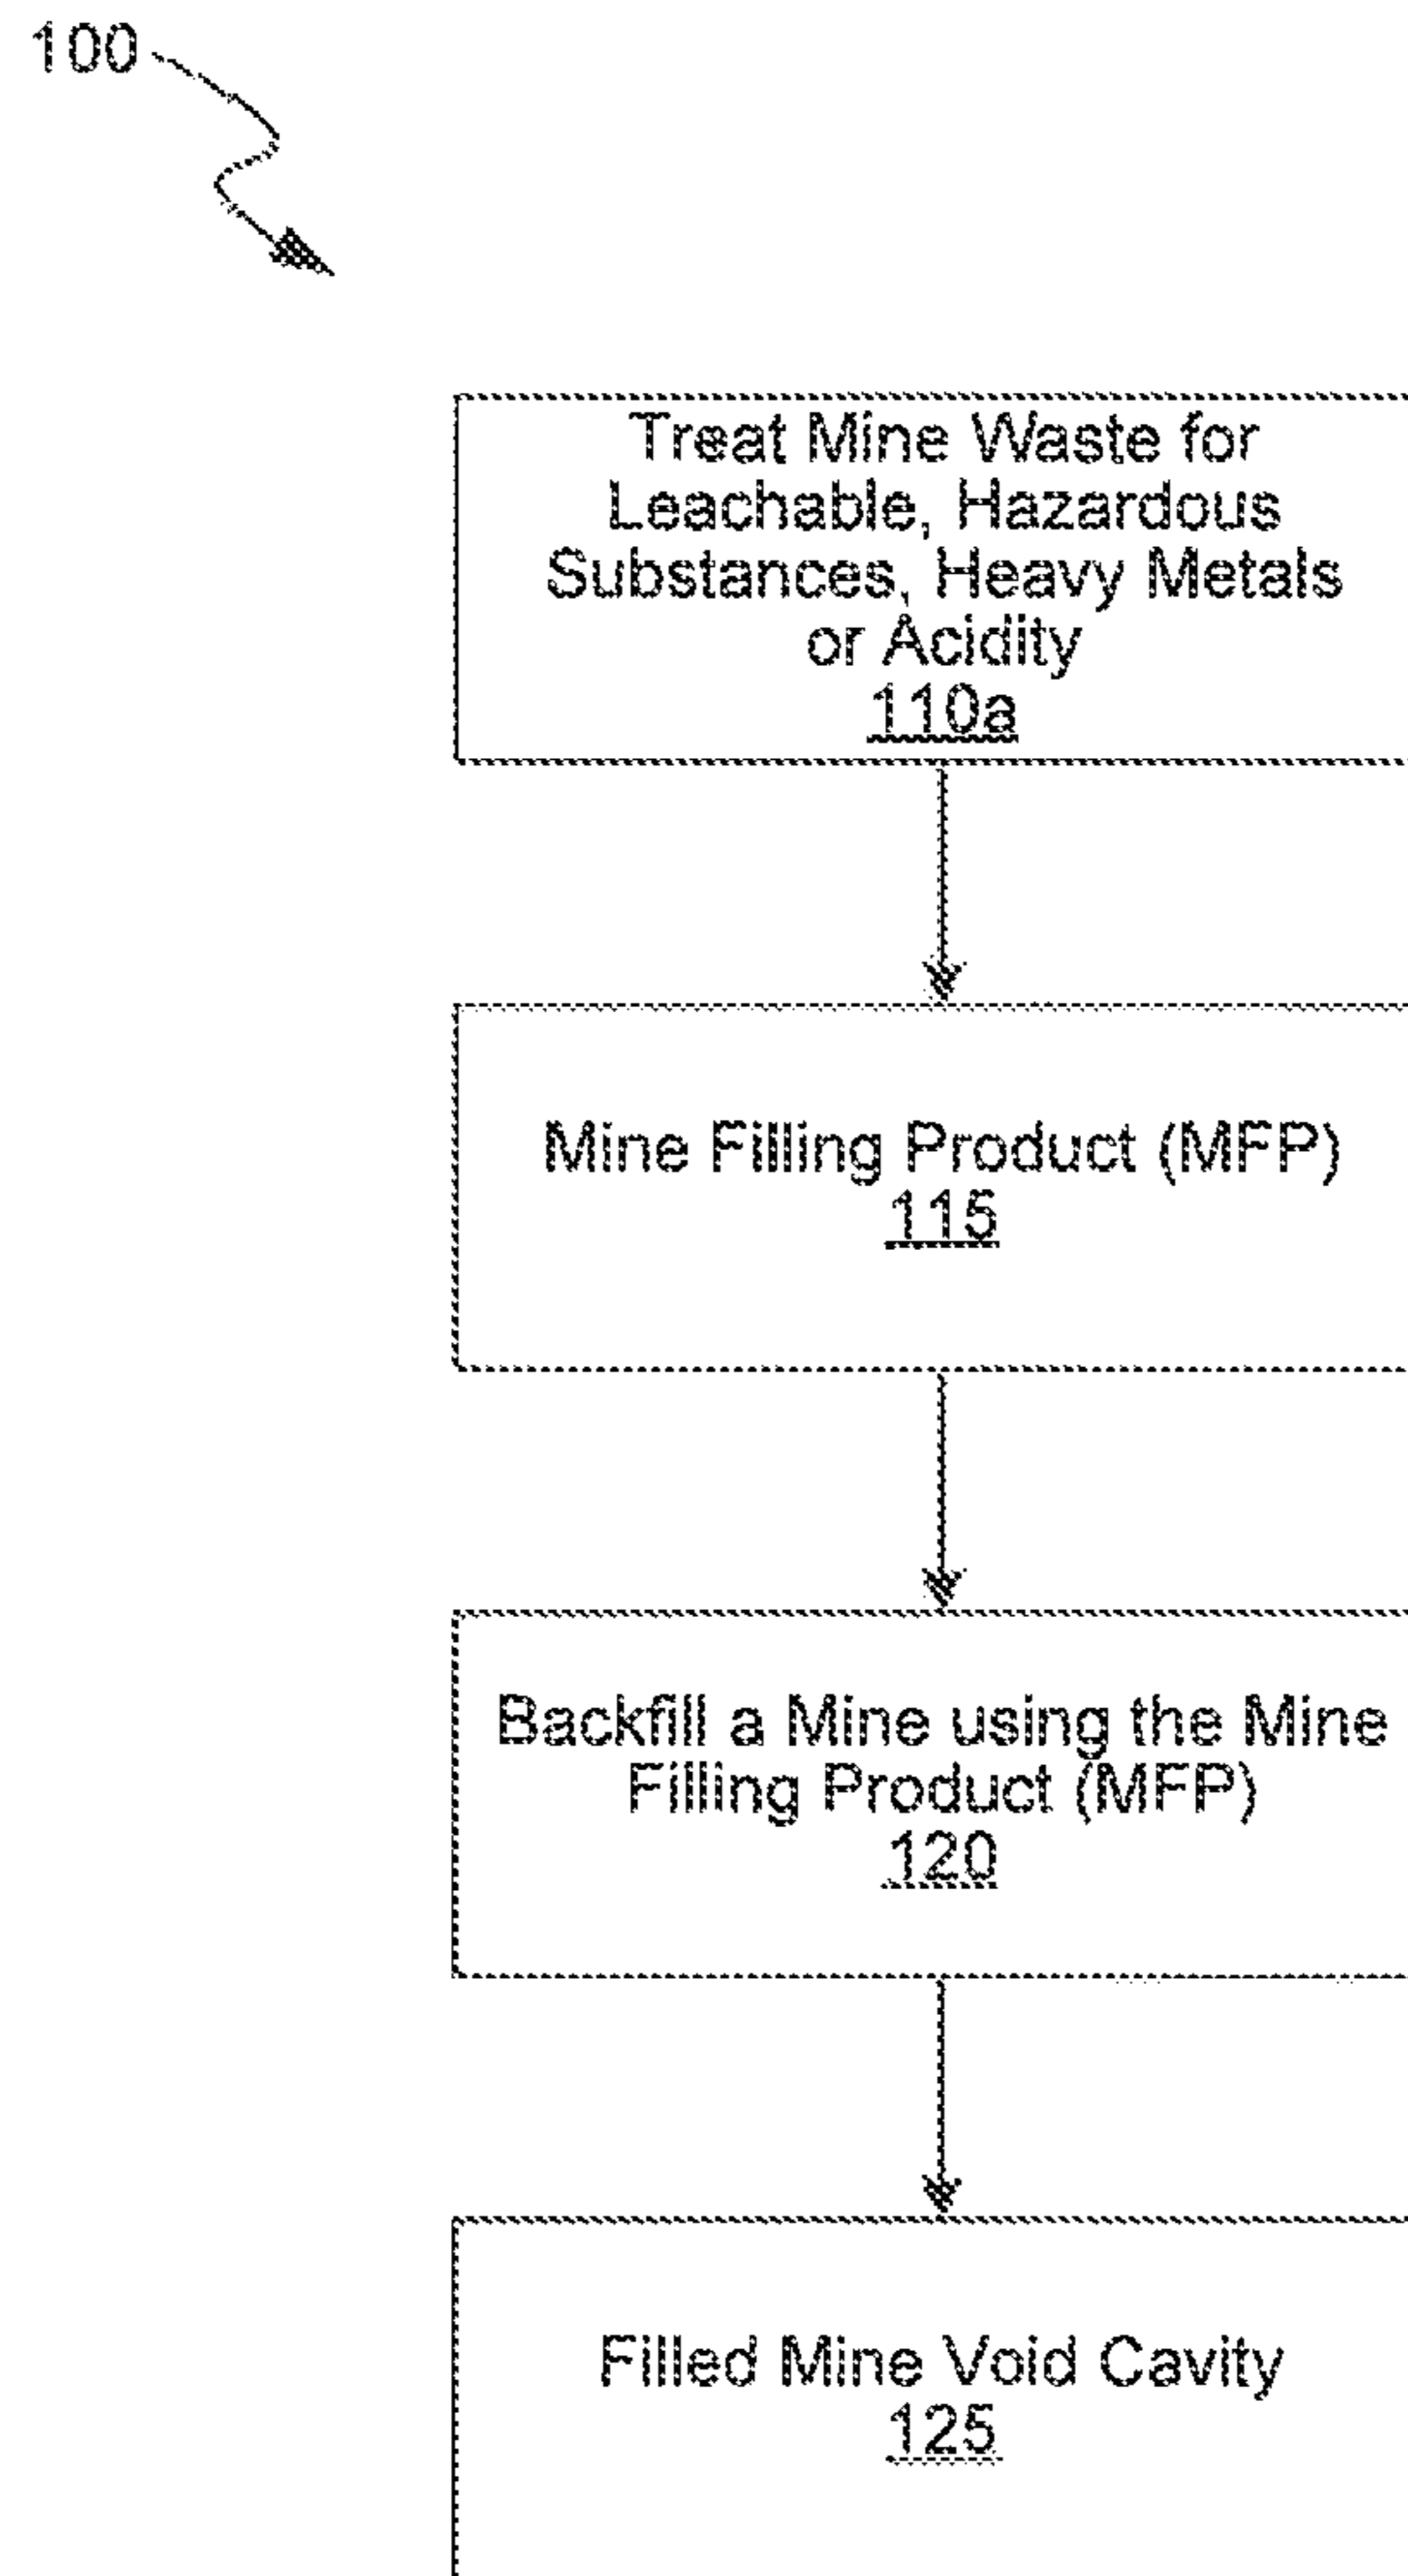 100
Treat Mine Waste for
Leachable, Hazardous
Substances, Heavy Metals
or Acidity
110a
Mine Filling Product (MFP)
115
Backfill a Mine using the Mine
Filling Product (MFP)
120
Filled Mine Void Cavity
125